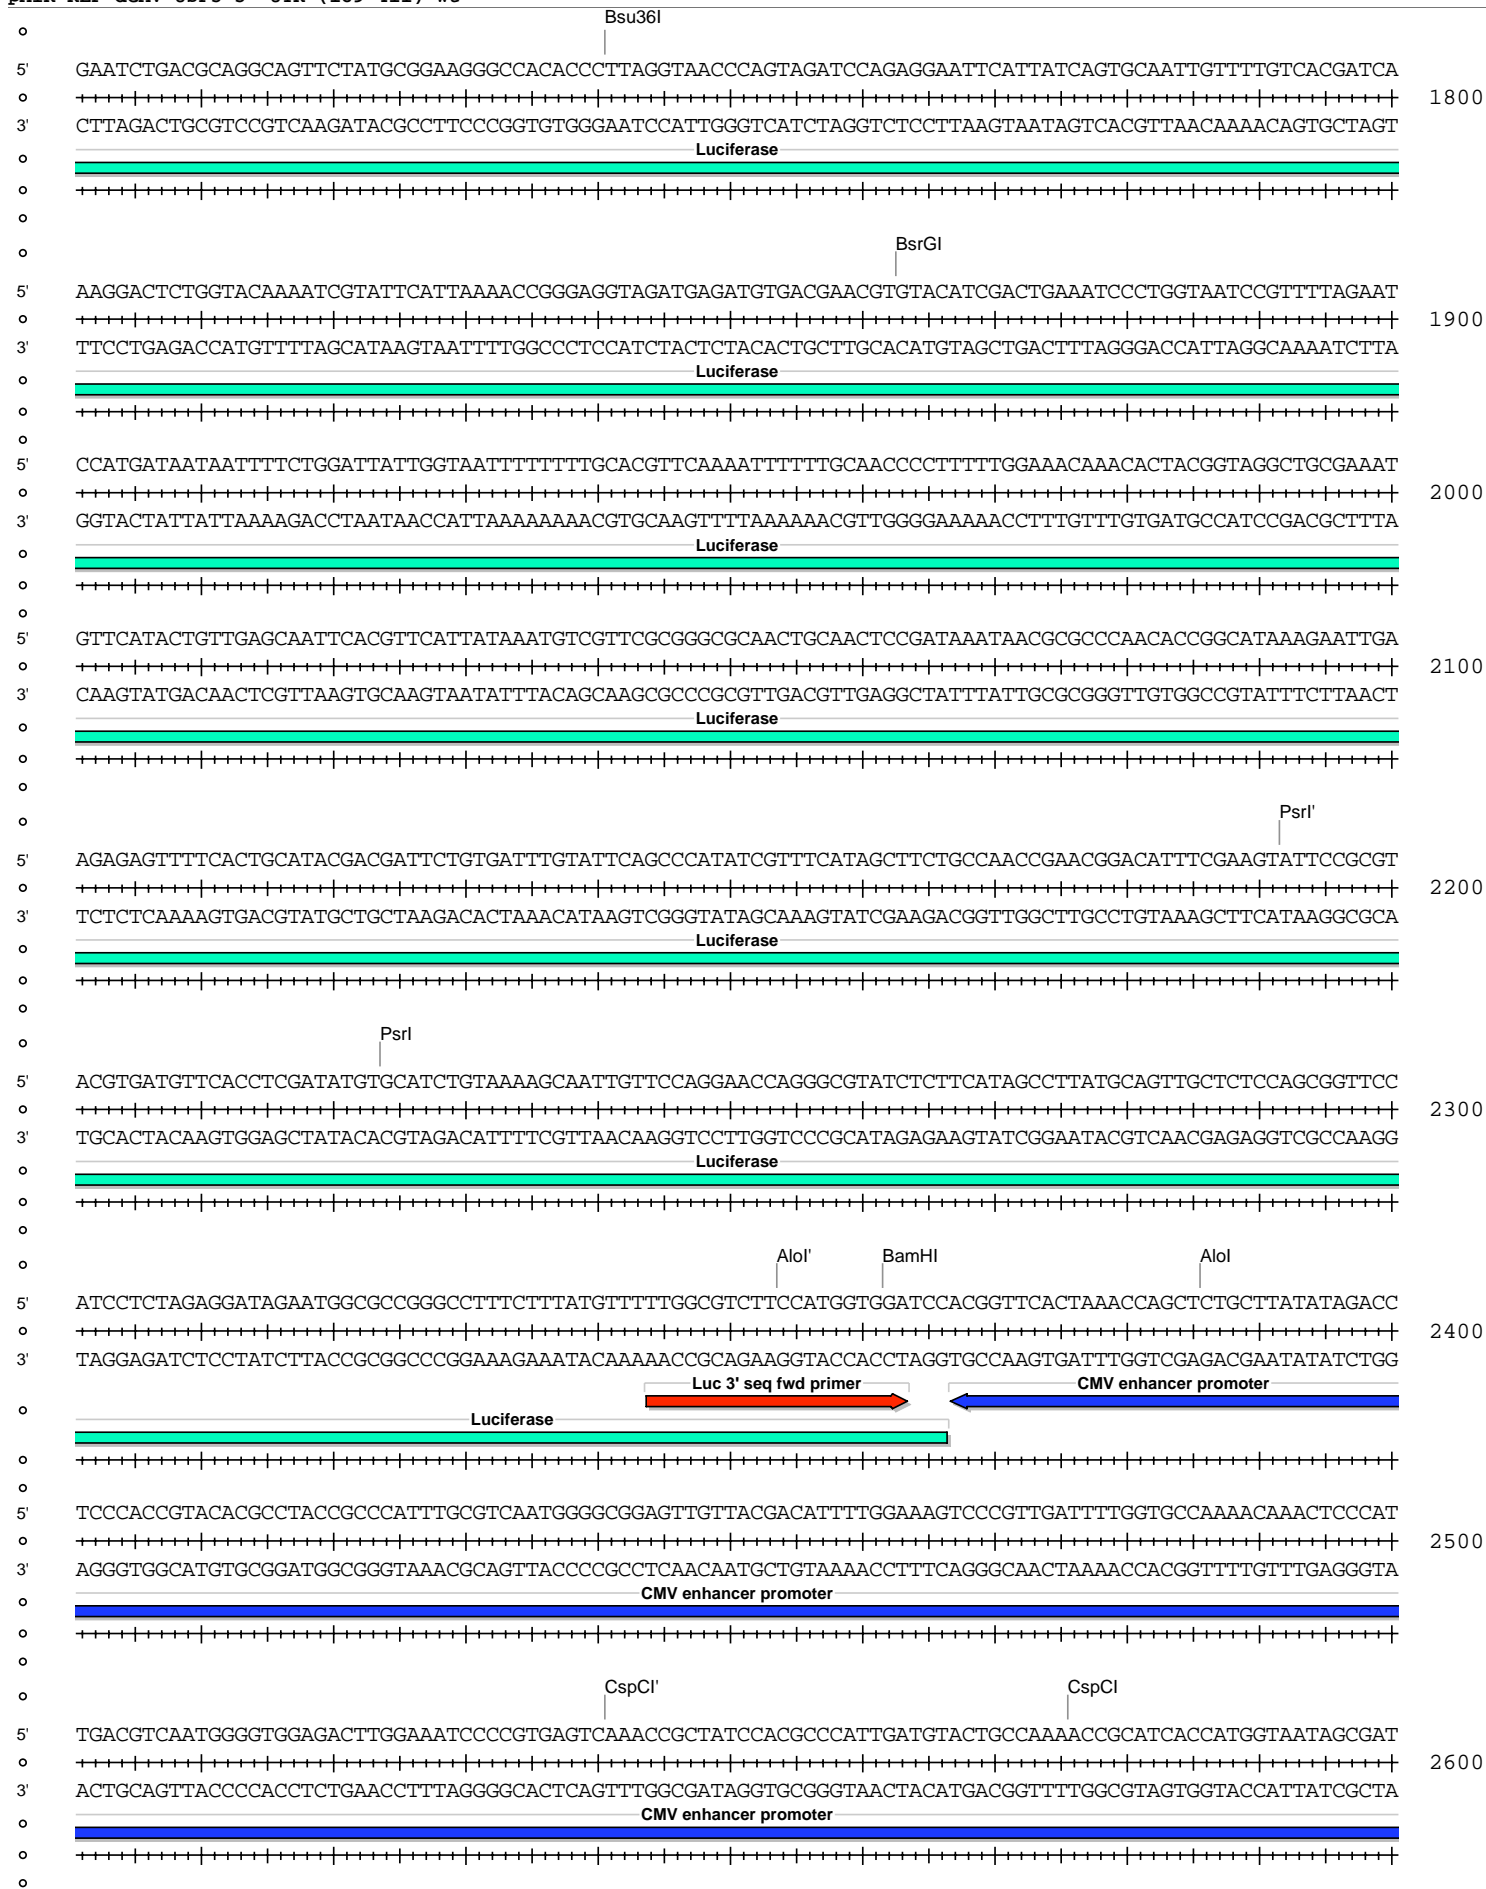 Bsu36I
5' GAATCTGACGCAGGCAGTTCTATGCGGAAGGGCCACACCCTTAGGTAACCCAGTAGATCCAGAGGAATTCATTATCAGTGCAATTGTTTTGTCACGATCA
1800
3' CTTAGACTGCGTCCGTCAAGATACGCCTTCCCGGTGTGGGAATCCATTGGGTCATCTAGGTCTCCTTAAGTAATAGTCACGTTAACAAAACAGTGCTAGT
Luciferase
BsrGI
5' AAGGACTCTGGTACAAAATCGTATTCATTAAAACCGGGAGGTAGATGAGATGTGACGAACGTGTACATCGACTGAAATCCCTGGTAATCCGTTTTAGAAT
1900
3' TTCCTGAGACCATGTTTTAGCATAAGTAATTTTGGCCCTCCATCTACTCTACACTGCTTGCACATGTAGCTGACTTTAGGGACCATTAGGCAAAATCTTA
Luciferase
5' CCATGATAATAATTTTCTGGATTATTGGTAATTTTTTTTGCACGTTCAAAATTTTTTGCAACCCCTTTTTGGAAACAAACACTACGGTAGGCTGCGAAAT
2000
3' GGTACTATTATTAAAAGACCTAATAACCATTAAAAAAAACGTGCAAGTTTTAAAAAACGTTGGGGAAAAACCTTTGTTTGTGATGCCATCCGACGCTTTA
Luciferase
5' GTTCATACTGTTGAGCAATTCACGTTCATTATAAATGTCGTTCGCGGGCGCAACTGCAACTCCGATAAATAACGCGCCCAACACCGGCATAAAGAATTGA
2100
3' CAAGTATGACAACTCGTTAAGTGCAAGTAATATTTACAGCAAGCGCCCGCGTTGACGTTGAGGCTATTTATTGCGCGGGTTGTGGCCGTATTTCTTAACT
Luciferase
PsrI'
5' AGAGAGTTTTCACTGCATACGACGATTCTGTGATTTGTATTCAGCCCATATCGTTTCATAGCTTCTGCCAACCGAACGGACATTTCGAAGTATTCCGCGT
2200
3' TCTCTCAAAAGTGACGTATGCTGCTAAGACACTAAACATAAGTCGGGTATAGCAAAGTATCGAAGACGGTTGGCTTGCCTGTAAAGCTTCATAAGGCGCA
Luciferase
PsrI
5' ACGTGATGTTCACCTCGATATGTGCATCTGTAAAAGCAATTGTTCCAGGAACCAGGGCGTATCTCTTCATAGCCTTATGCAGTTGCTCTCCAGCGGTTCC
2300
3' TGCACTACAAGTGGAGCTATACACGTAGACATTTTCGTTAACAAGGTCCTTGGTCCCGCATAGAGAAGTATCGGAATACGTCAACGAGAGGTCGCCAAGG
Luciferase
AloI' BamHI AloI
5' ATCCTCTAGAGGATAGAATGGCGCCGGGCCTTTCTTTATGTTTTTGGCGTCTTCCATGGTGGATCCACGGTTCACTAAACCAGCTCTGCTTATATAGACC
2400
3' TAGGAGATCTCCTATCTTACCGCGGCCCGGAAAGAAATACAAAAACCGCAGAAGGTACCACCTAGGTGCCAAGTGATTTGGTCGAGACGAATATATCTGG
Luc 3' seq fwd primer CMV enhancer promoter
Luciferase
5' TCCCACCGTACACGCCTACCGCCCATTTGCGTCAATGGGGCGGAGTTGTTACGACATTTTGGAAAGTCCCGTTGATTTTGGTGCCAAAACAAACTCCCAT
2500
3' AGGGTGGCATGTGCGGATGGCGGGTAAACGCAGTTACCCCGCCTCAACAATGCTGTAAAACCTTTCAGGGCAACTAAAACCACGGTTTTGTTTGAGGGTA
CMV enhancer promoter
CspCI' CspCI
5' TGACGTCAATGGGGTGGAGACTTGGAAATCCCCGTGAGTCAAACCGCTATCCACGCCCATTGATGTACTGCCAAAACCGCATCACCATGGTAATAGCGAT
2600
3' ACTGCAGTTACCCCACCTCTGAACCTTTAGGGGCACTCAGTTTGGCGATAGGTGCGGGTAACTACATGACGGTTTTGGCGTAGTGGTACCATTATCGCTA
CMV enhancer promoter